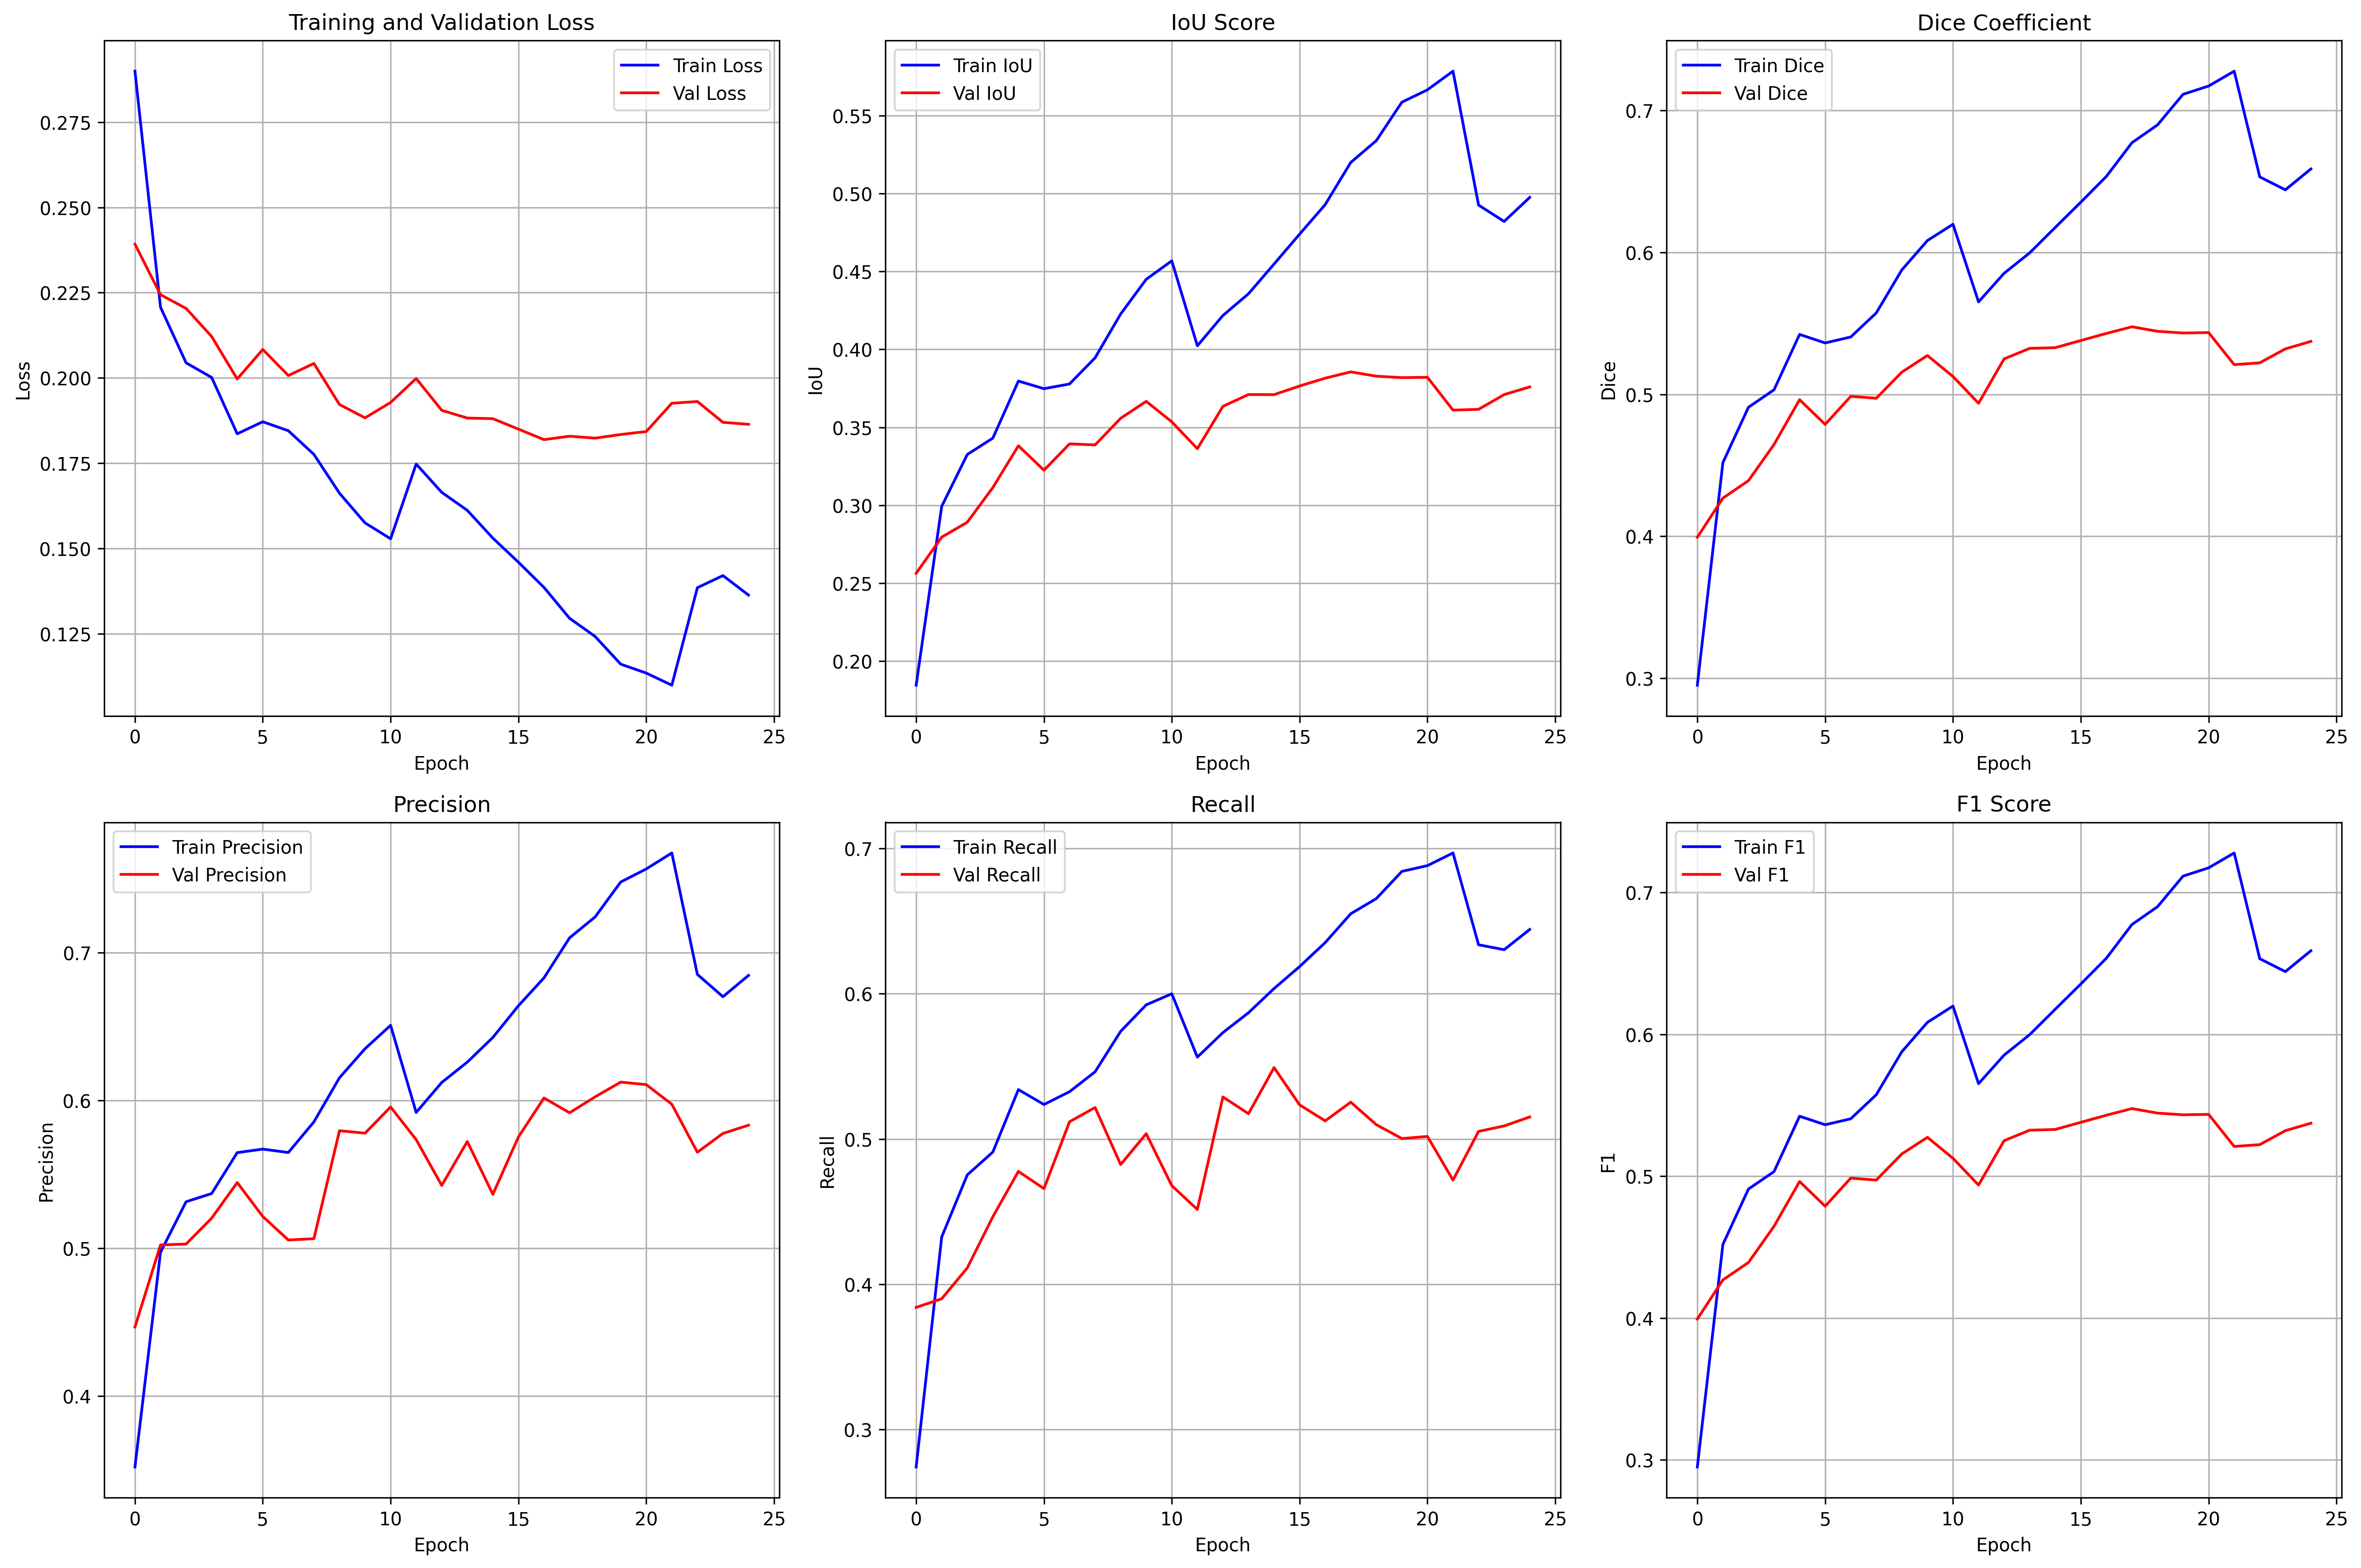 Training and Validation Loss
Train Loss
Val Loss
0.275
0.250
0.225
0.200
0.175
0.150
0.125
Loss
0 5 10 15 20 25
Epoch
IoU Score
Train IoU
Val IoU
0.55
0.50
0.45
0.40
0.35
0.30
0.25
0.20
IoU
0 5 10 15 20 25
Epoch
Dice Coefficient
Train Dice
Val Dice
0.7
0.6
0.5
0.4
0.3
Dice
0 5 10 15 20 25
Epoch
Precision
Train Precision
Val Precision
0.7
0.6
0.5
0.4
Precision
0 5 10 15 20 25
Epoch
Recall
Train Recall
Val Recall
0.7
0.6
0.5
0.4
0.3
Recall
0 5 10 15 20 25
Epoch
F1 Score
Train F1
Val F1
0.7
0.6
0.5
0.4
0.3
F1
0 5 10 15 20 25
Epoch